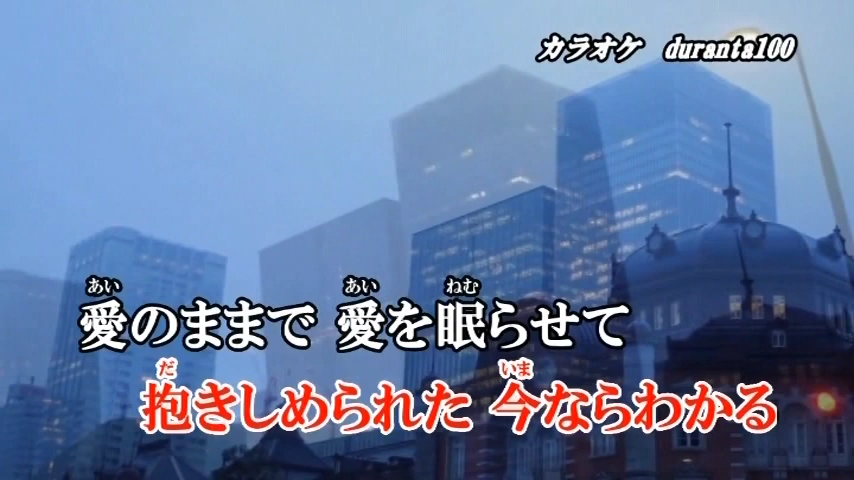 カラオケ　duranta100
あい　あい　ねむ
愛のままで 愛を眠らせて
だ　いま
抱きしめられた 今ならわかる